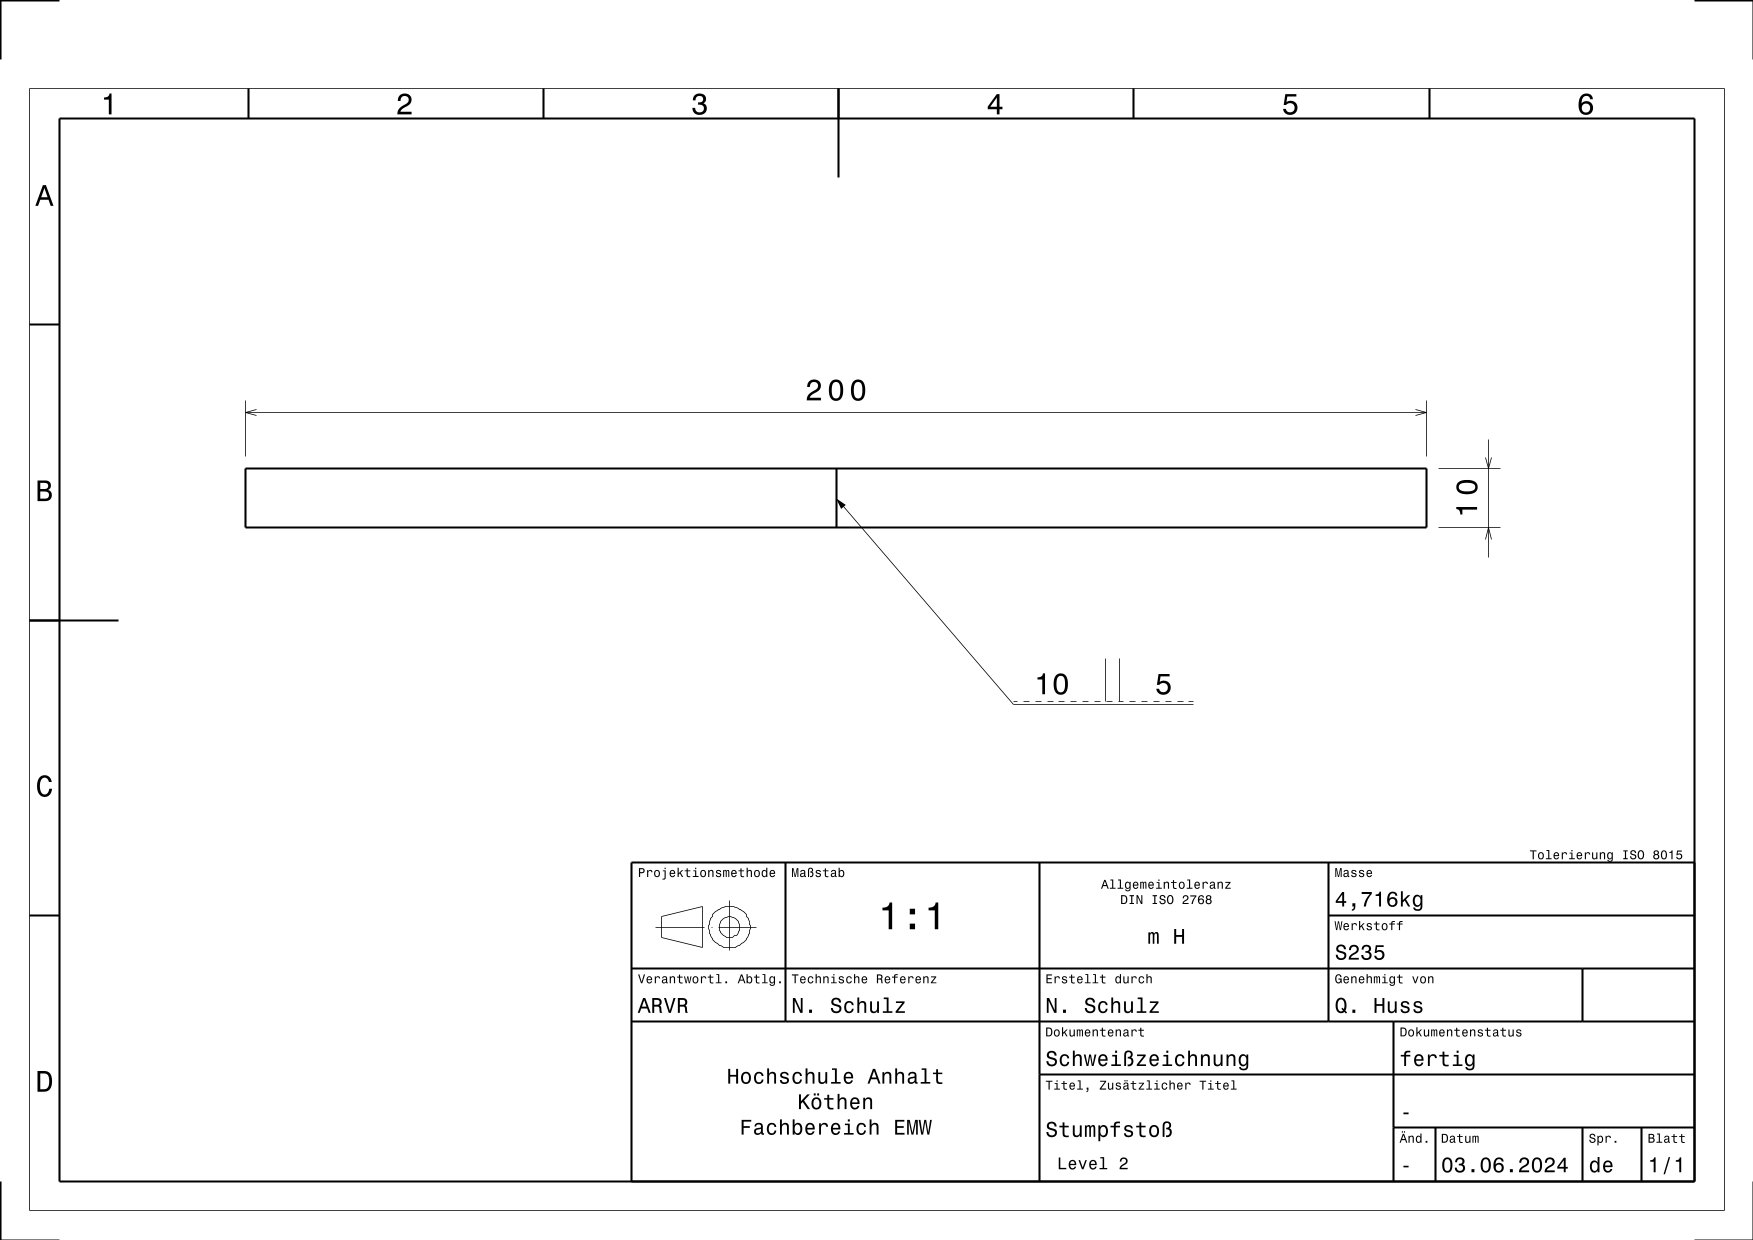 1 2 3 4 5 6
A
200
B
10
10 || 5
C
Tolerierung ISO 8015
Projektionsmethode
Maßstab
1:1
Allgemeintoleranz
DIN ISO 2768
m H
Masse
4,716kg
Werkstoff
S235
Verantwortl. Abtlg.
ARVR
Technische Referenz
N. Schulz
Erstellt durch
N. Schulz
Genehmigt von
Q. Huss
Hochschule Anhalt
Köthen
Fachbereich EMW
Dokumentenart
Schweißzeichnung
Dokumentenstatus
fertig
Titel, Zusätzlicher Titel
Stumpfstoß
Level 2
-
Änd.
-
Datum
03.06.2024
Spr.
de
Blatt
1/1
D